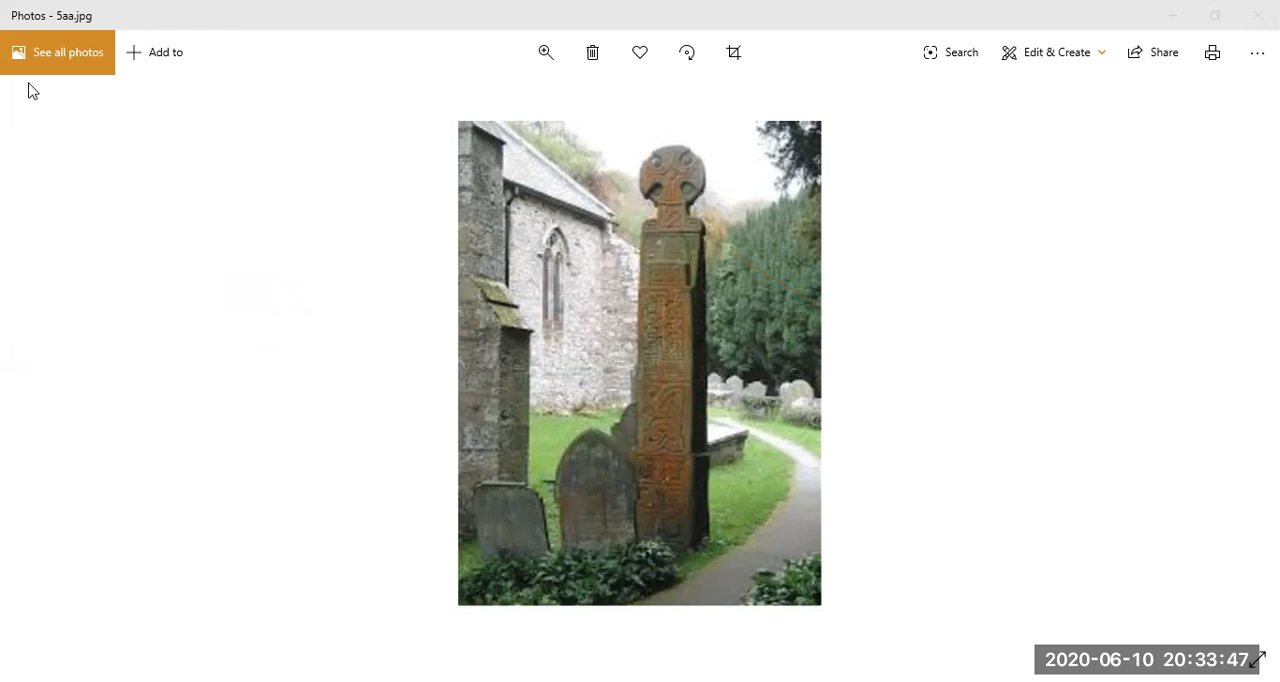 Photos - 5aa.jpg
See all photos
Add to
Search
Edit & Create
Share
2020-06-10 20:33:47